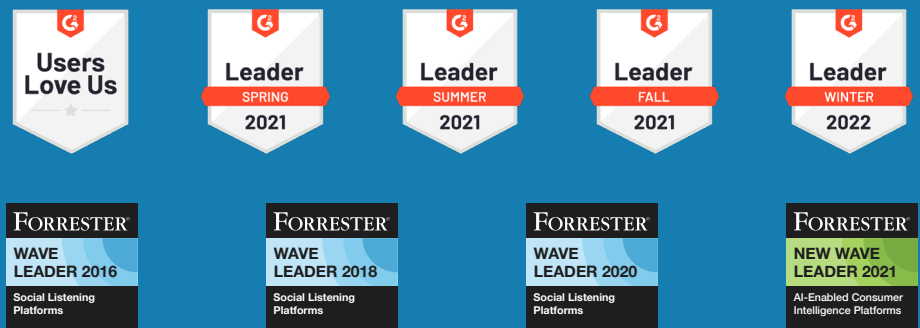 G2
Users
Love Us
G2
Leader
SPRING
2021
G2
Leader
SUMMER
2021
G2
Leader
FALL
2021
G2
Leader
WINTER
2022
FORRESTER®
WAVE
LEADER 2016
Social Listening
Platforms
FORRESTER®
WAVE
LEADER 2018
Social Listening
Platforms
FORRESTER®
WAVE
LEADER 2020
Social Listening
Platforms
FORRESTER®
NEW WAVE
LEADER 2021
AI-Enabled Consumer
Intelligence Platforms